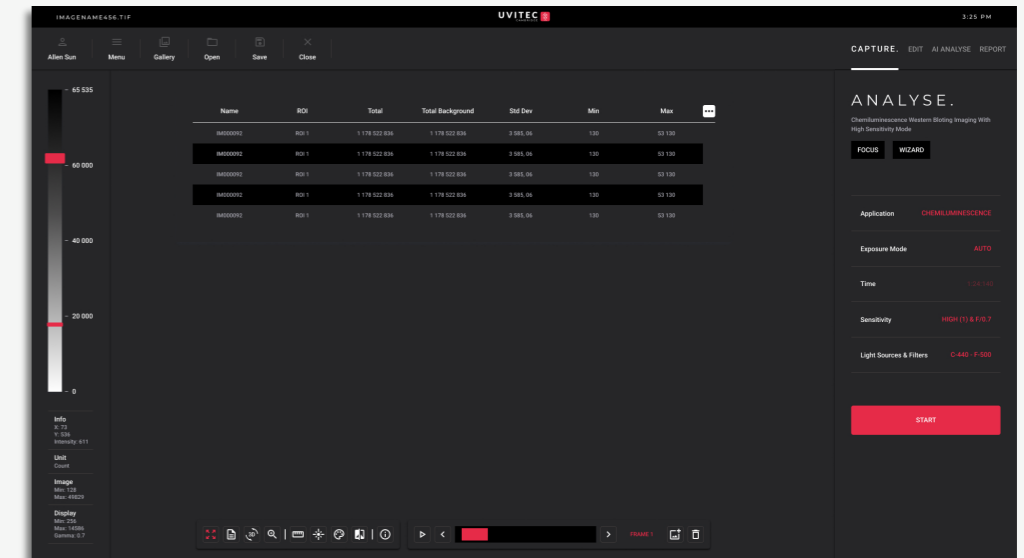 IMAGENAME456.TIF
UVITEC
3:25 PM
Allen Sun
Menu
Gallery
Open
Save
Close
CAPTURE. EDIT AI ANALYSE REPORT
65 535
60 000
40 000
20 000
0
Info
X: 73
Y: 536
Intensity: 611
Unit
Count
Image
Min: 128
Max: 49829
Display
Min: 256
Max: 14586
Gamma: 0.7
Name ROI Total Total Background Std Dev Min Max
IM000092 ROI 1 1 178 522 836 1 178 522 836 3 585, 06 130 53 130
IM000092 ROI 1 1 178 522 836 1 178 522 836 3 585, 06 130 53 130
IM000092 ROI 1 1 178 522 836 1 178 522 836 3 585, 06 130 53 130
IM000092 ROI 1 1 178 522 836 1 178 522 836 3 585, 06 130 53 130
IM000092 ROI 1 1 178 522 836 1 178 522 836 3 585, 06 130 53 130
3D
FRAME 1
ANALYSE.
Chemiluminescence Western Bloting Imaging With
High Sensitivity Mode
FOCUS
WIZARD
Application CHEMILUMINESCENCE
Exposure Mode AUTO
Time
Sensitivity HIGH (1) & F/0.7
Light Sources & Filters C-440 - F-500
START